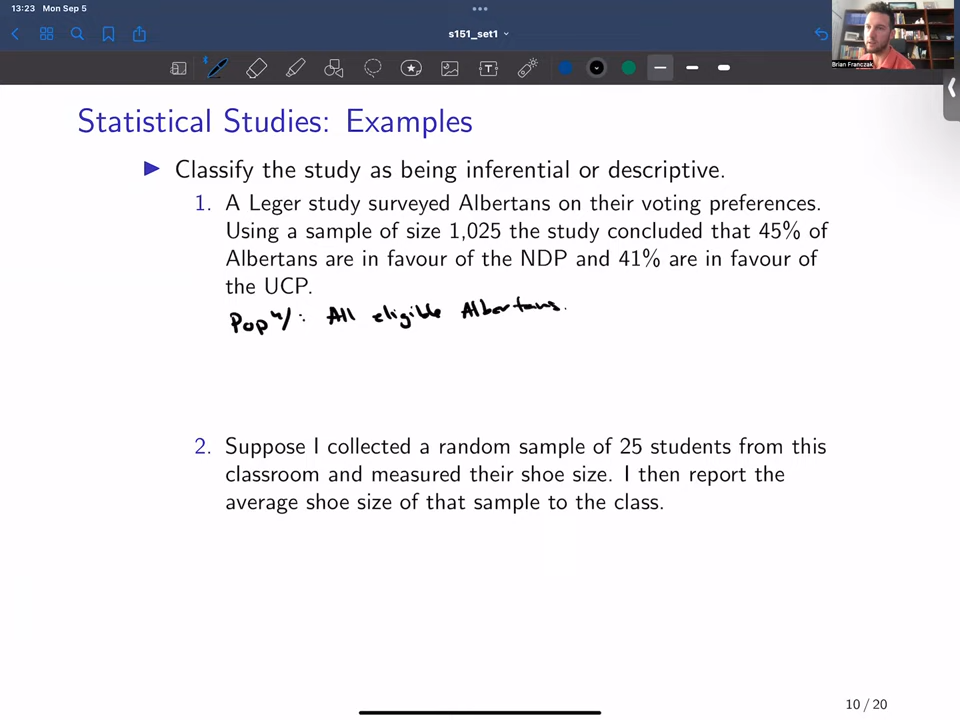 13:23 Mon Sep 5
s151_set1
Brian Franczak
Statistical Studies: Examples
Classify the study as being inferential or descriptive.
1. A Leger study surveyed Albertans on their voting preferences.
Using a sample of size 1,025 the study concluded that 45% of
Albertans are in favour of the NDP and 41% are in favour of
the UCP.
Popⁿ/: All eligible Albertans.
2. Suppose I collected a random sample of 25 students from this
classroom and measured their shoe size. I then report the
average shoe size of that sample to the class.
10 / 20